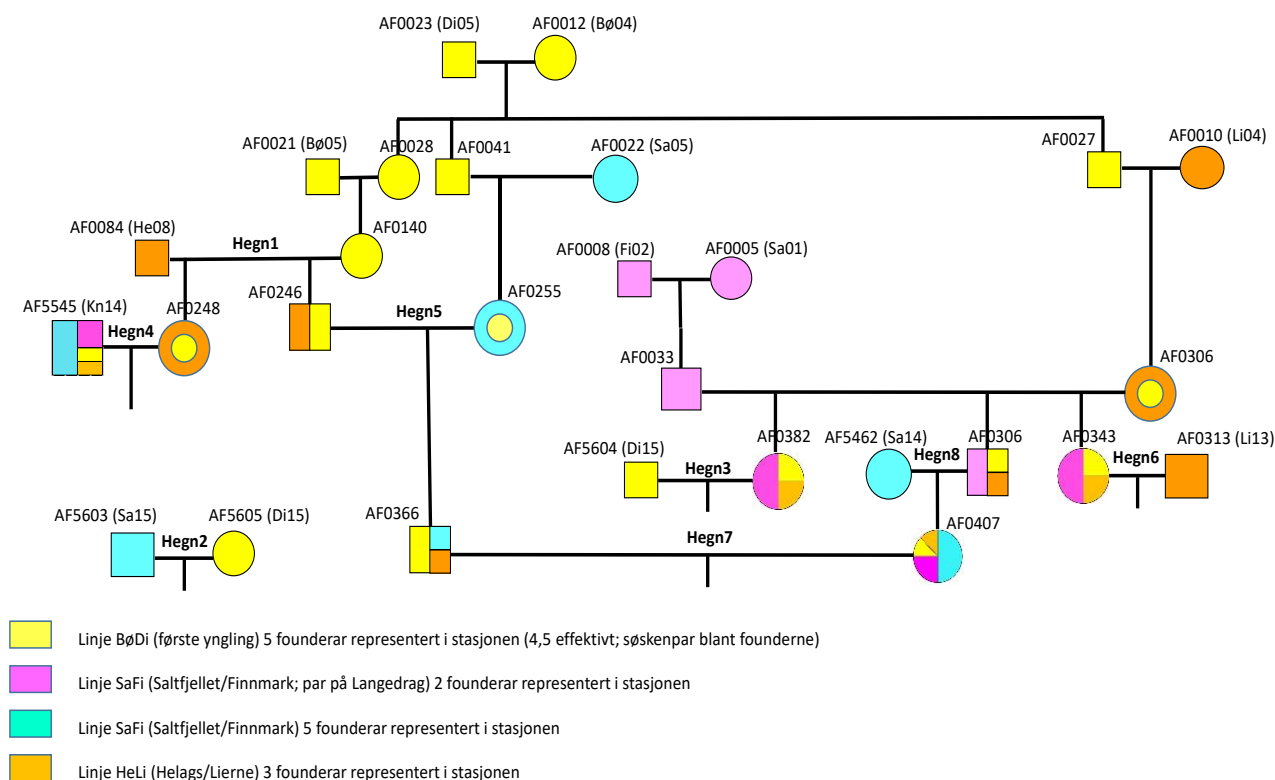 AF0023 (Di05)
AF0012 (Bø04)
AF0021 (Bø05)
AF0028
AF0041
AF0022 (Sa05)
AF0027
AF0010 (Li04)
AF0084 (He08)
Hegn1
AF0140
AF0008 (Fi02)
AF0005 (Sa01)
AF5545 (Kn14)
Hegn4
AF0248
AF0246
Hegn5
AF0255
AF0033
AF0306
AF5604 (Di15)
Hegn3
AF0382
AF5462 (Sa14)
Hegn8
AF0306
AF0343
Hegn6
AF0313 (Li13)
AF5603 (Sa15)
Hegn2
AF5605 (Di15)
AF0366
Hegn7
AF0407
Linje BøDi (første yngling) 5 founderar representert i stasjonen (4,5 effektivt; søskenpar blant founderne)
Linje SaFi (Saltfjellet/Finnmark; par på Langedrag) 2 founderar representert i stasjonen
Linje SaFi (Saltfjellet/Finnmark) 5 founderar representert i stasjonen
Linje HeLi (Helags/Lierne) 3 founderar representert i stasjonen